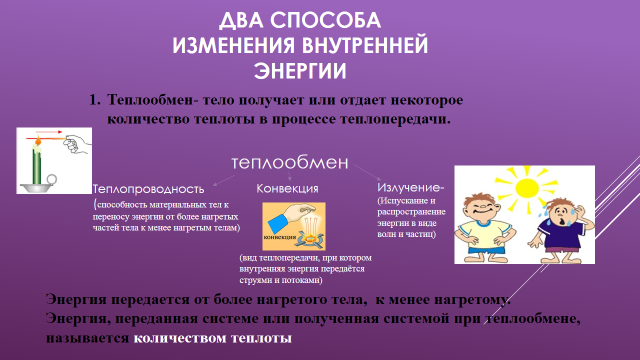 ДВА СПОСОБА
ИЗМЕНЕНИЯ ВНУТРЕННЕЙ
ЭНЕРГИИ
1. Теплообмен- тело получает или отдает некоторое
количество теплоты в процессе теплопередачи.
теплообмен
Теплопроводность
(способность материальных тел к
переносу энергии от более нагретых
частей тела к менее нагретым телам)
Конвекция
конвекция
(вид теплопередачи, при котором
внутренняя энергия передаётся
струями и потоками)
Излучение-
(Испускание и
распространение
энергии в виде
волн и частиц)
Энергия передается от более нагретого тела, к менее нагретому.
Энергия, переданная системе или полученная системой при теплообмене,
называется количеством теплоты